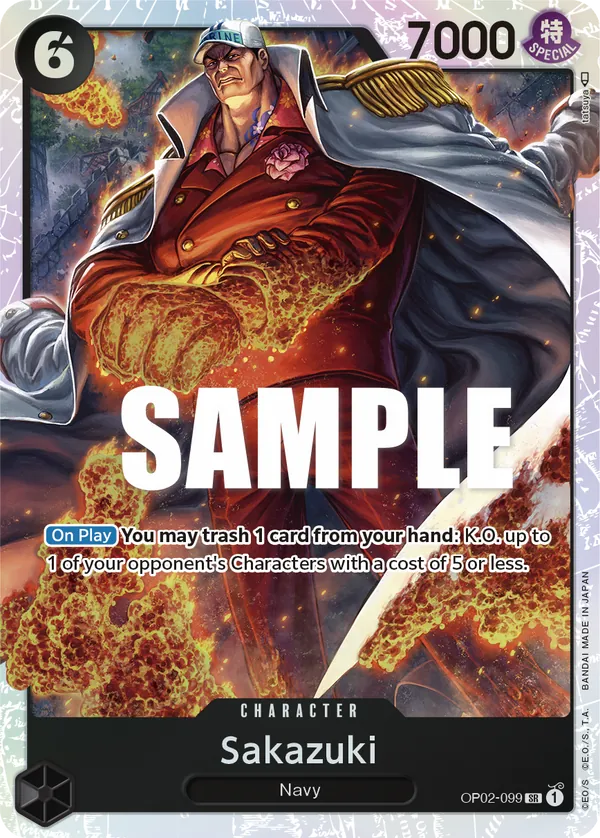 6
7000
特
SPECIAL
MARINE
tatsuya
SAMPLE
On Play You may trash 1 card from your hand: K.O. up to
1 of your opponent's Characters with a cost of 5 or less.
CHARACTER
Sakazuki
Navy
OP02-099 SR 1
©E.O./S ©E.O./S, T.A. BANDAI MADE IN JAPAN